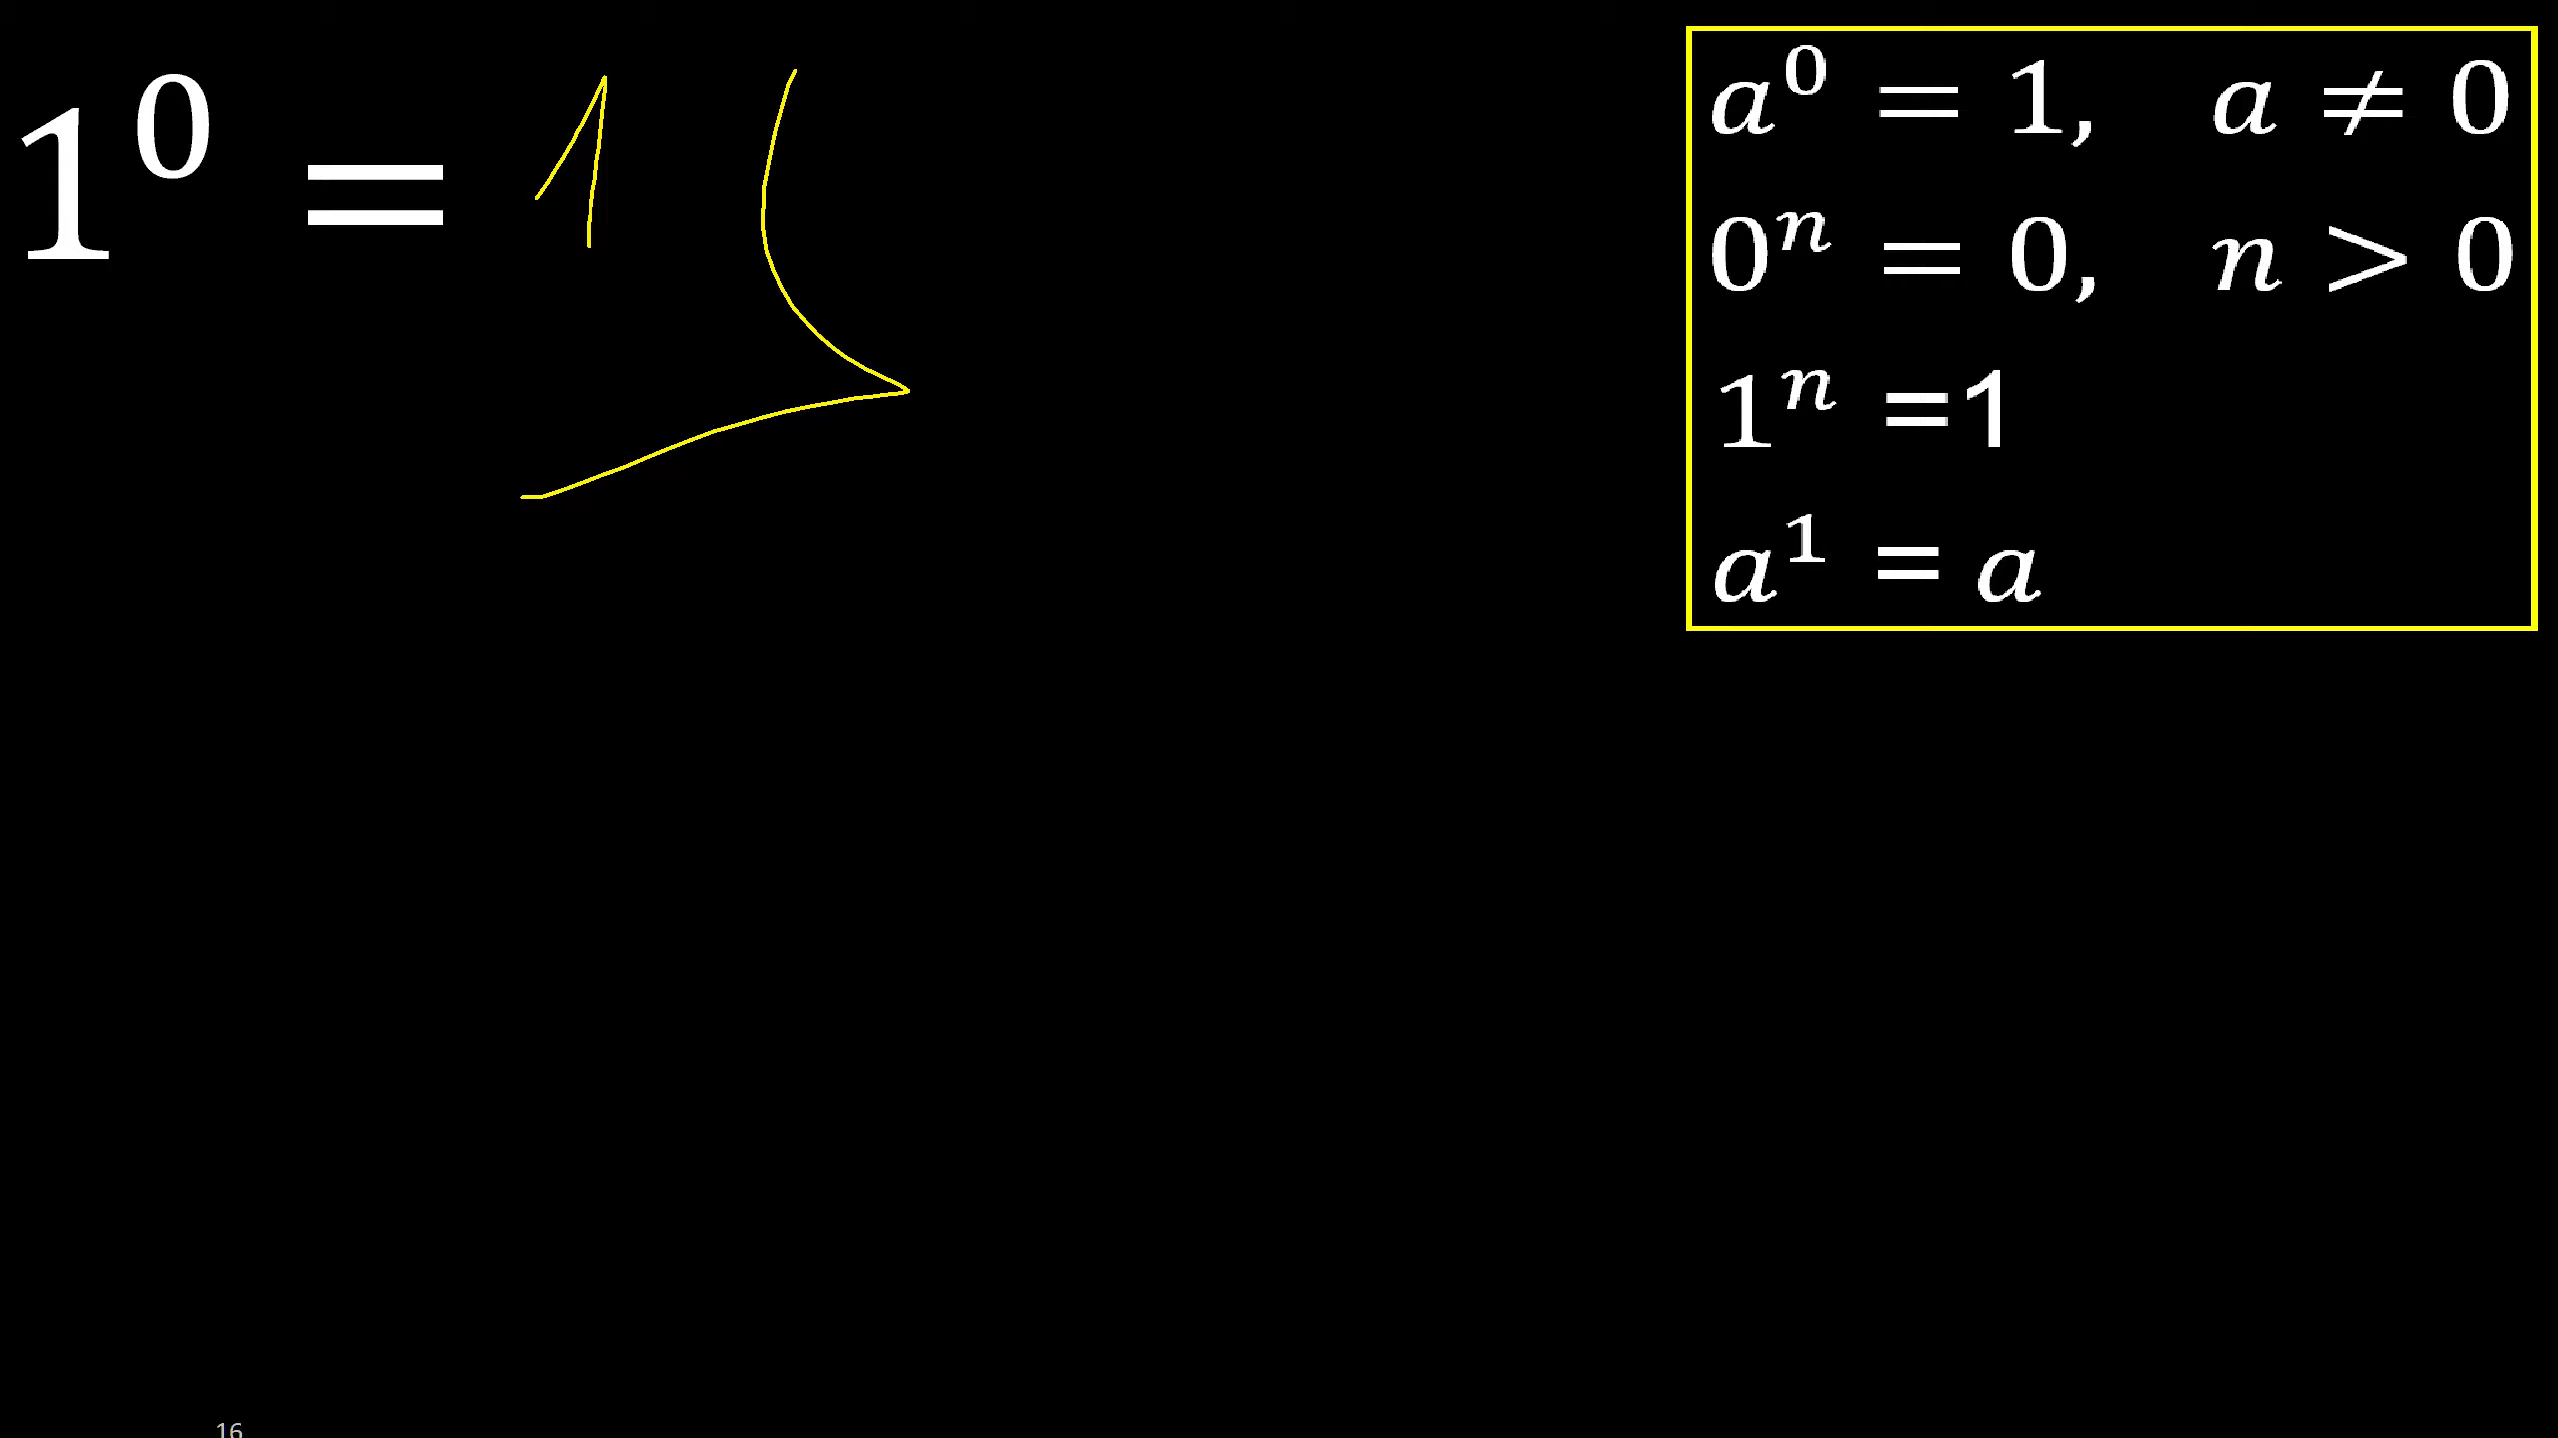 1⁰ = 1
a⁰ = 1, a ≠ 0
0ⁿ = 0, n > 0
1ⁿ =1
a¹ = a
16